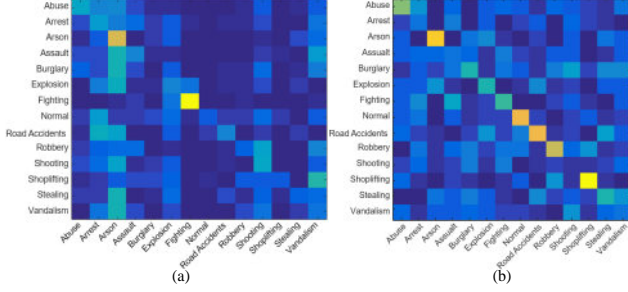 Abuse
Arrest
Arson
Assault
Burglary
Explosion
Fighting
Normal
Road Accidents
Robbery
Shooting
Shoplifting
Stealing
Vandalism
Abuse
Arrest
Arson
Assault
Burglary
Explosion
Fighting
Normal
Road Accidents
Robbery
Shooting
Shoplifting
Stealing
Vandalism
(a)
Abuse
Arrest
Arson
Assualt
Burglary
Explosion
Fighting
Normal
Road Accidents
Robbery
Shooting
Shoplifting
Stealing
Vandalism
Abuse
Arrest
Arson
Assualt
Burglary
Explosion
Fighting
Normal
Road Accidents
Robbery
Shooting
Shoplifting
Stealing
Vandalism
(b)